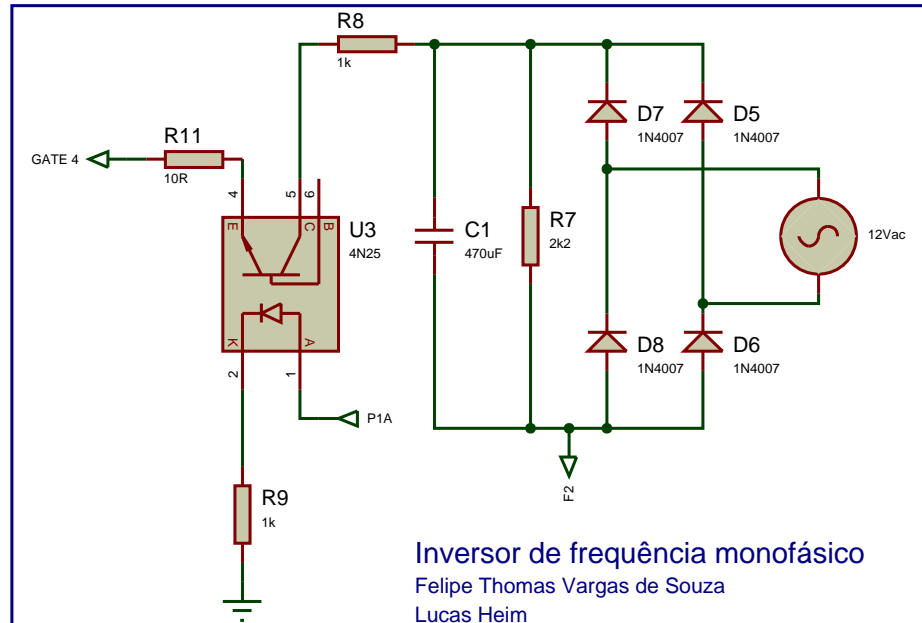 R8
1k
R11
10R
GATE 4
4
5
6
E
C
B
U3
4N25
K
A
2
1
P1A
R9
1k
C1
470uF
R7
2k2
D7
1N4007
D5
1N4007
12Vac
D8
1N4007
D6
1N4007
F2
Inversor de frequência monofásico
Felipe Thomas Vargas de Souza
Lucas Heim